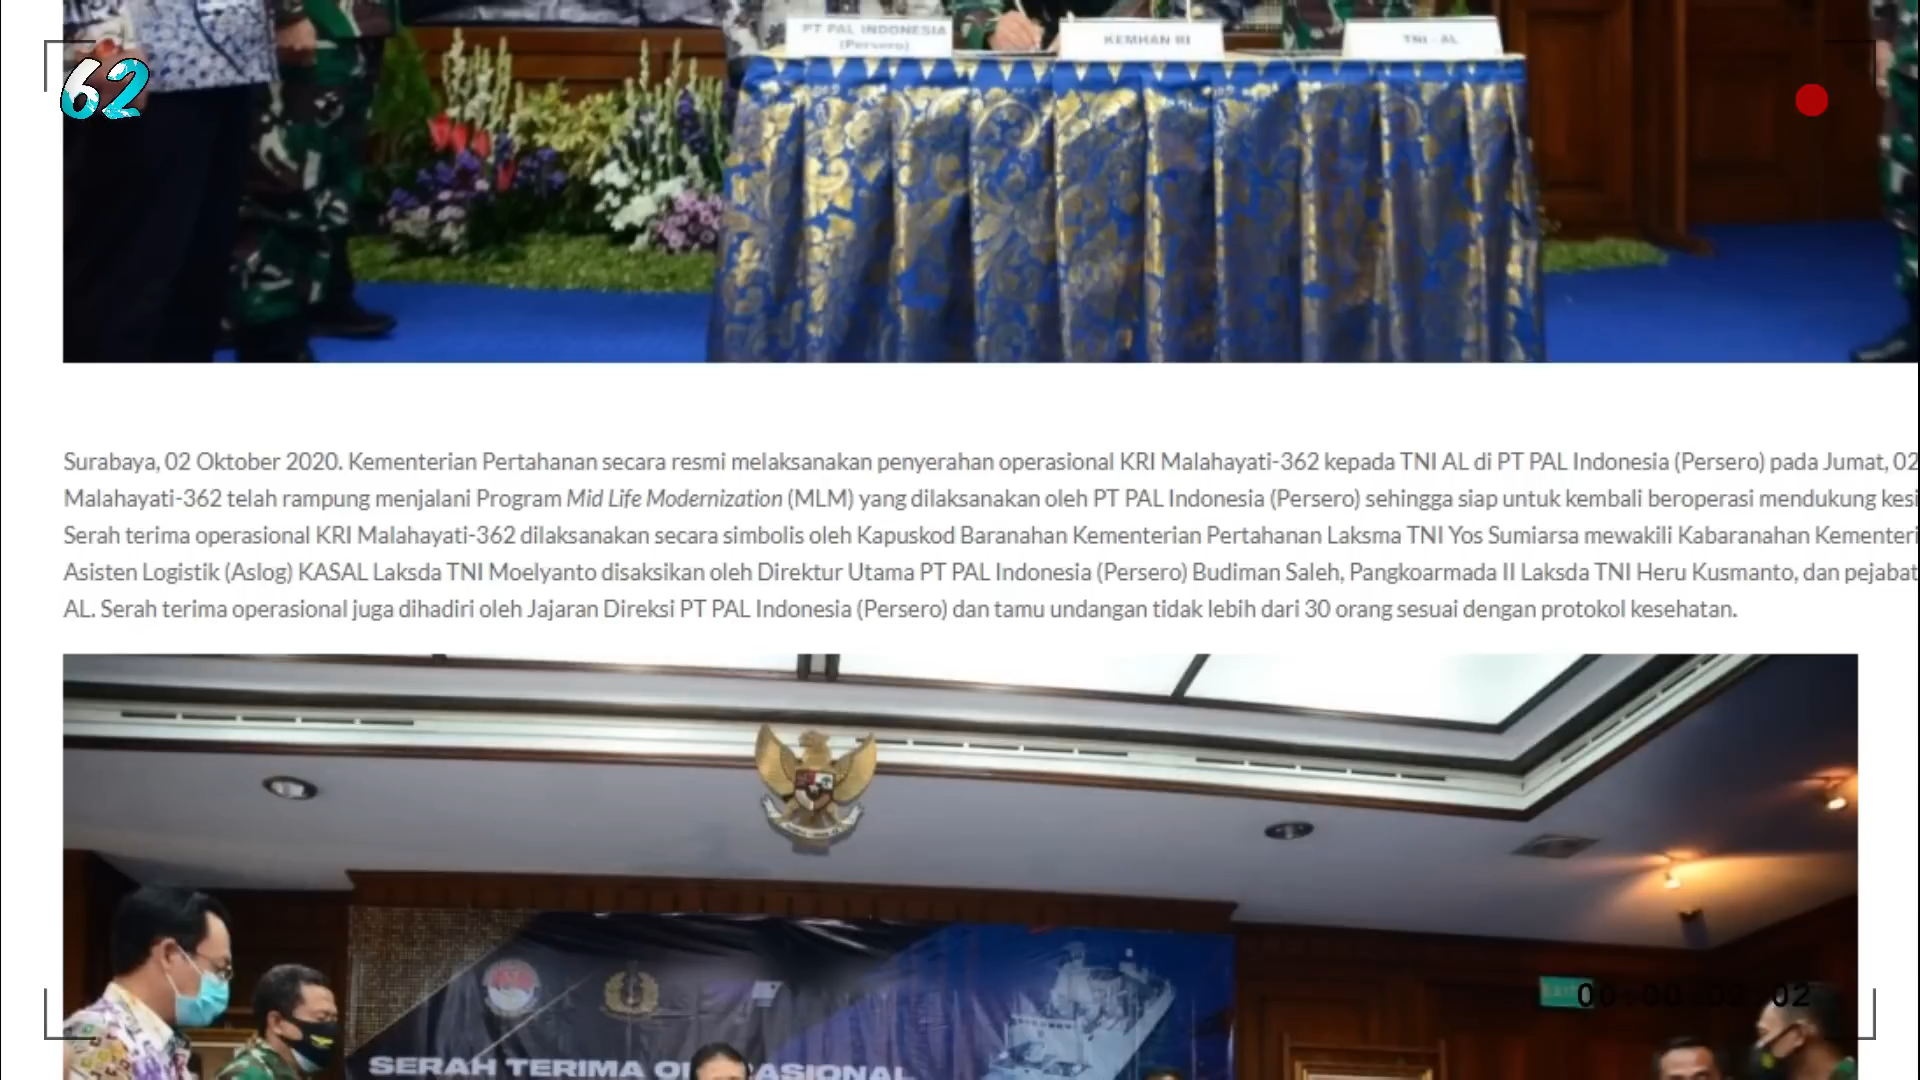 PT PAL INDONESIA
(Persero)
KEMHAN RI
TNI - AL
62
Surabaya, 02 Oktober 2020. Kementerian Pertahanan secara resmi melaksanakan penyerahan operasional KRI Malahayati-362 kepada TNI AL di PT PAL Indonesia (Persero) pada Jumat, 02
Malahayati-362 telah rampung menjalani Program Mid Life Modernization (MLM) yang dilaksanakan oleh PT PAL Indonesia (Persero) sehingga siap untuk kembali beroperasi mendukung kesi
Serah terima operasional KRI Malahayati-362 dilaksanakan secara simbolis oleh Kapuskod Baranahan Kementerian Pertahanan Laksma TNI Yos Sumiarsa mewakili Kabaranahan Kementeri
Asisten Logistik (Aslog) KASAL Laksda TNI Moelyanto disaksikan oleh Direktur Utama PT PAL Indonesia (Persero) Budiman Saleh, Pangkoarmada II Laksda TNI Heru Kusmanto, dan pejabat
AL. Serah terima operasional juga dihadiri oleh Jajaran Direksi PT PAL Indonesia (Persero) dan tamu undangan tidak lebih dari 30 orang sesuai dengan protokol kesehatan.
SERAH TERIMA